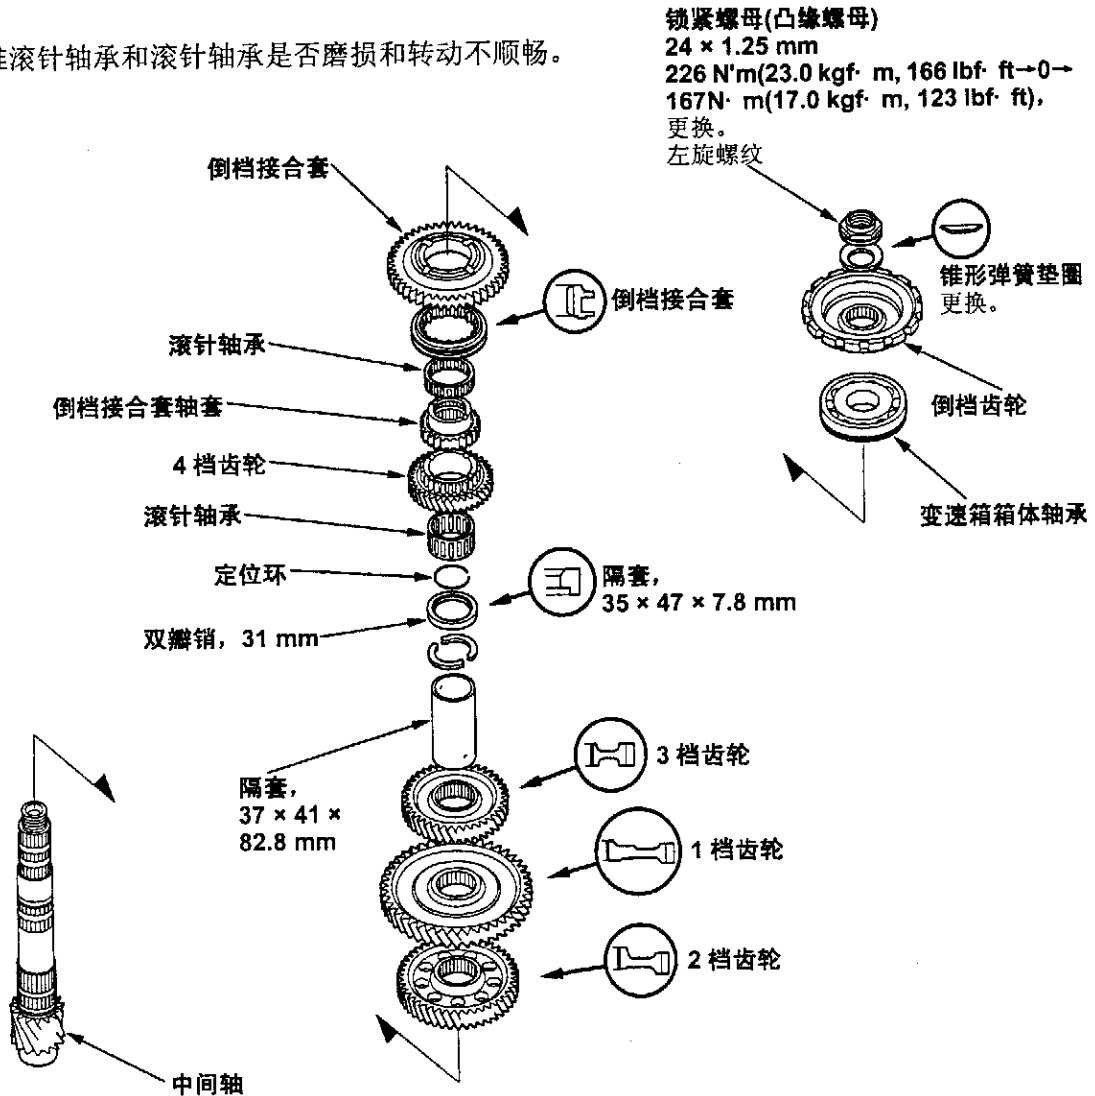 滚针轴承和滚针轴承是否磨损和转动不顺畅。
锁紧螺母(凸缘螺母)
24 × 1.25 mm
226 N'm(23.0 kgf· m, 166 lbf· ft→0→
167N· m(17.0 kgf· m, 123 lbf· ft),
更换。
左旋螺纹
倒档接合套
倒档接合套
锥形弹簧垫圈
更换。
滚针轴承
倒档接合套轴套
倒档齿轮
4 档齿轮
滚针轴承
变速箱箱体轴承
定位环
隔套，
35 × 47 × 7.8 mm
双瓣销，31 mm
3 档齿轮
隔套，
37 × 41 ×
82.8 mm
1 档齿轮
2 档齿轮
中间轴